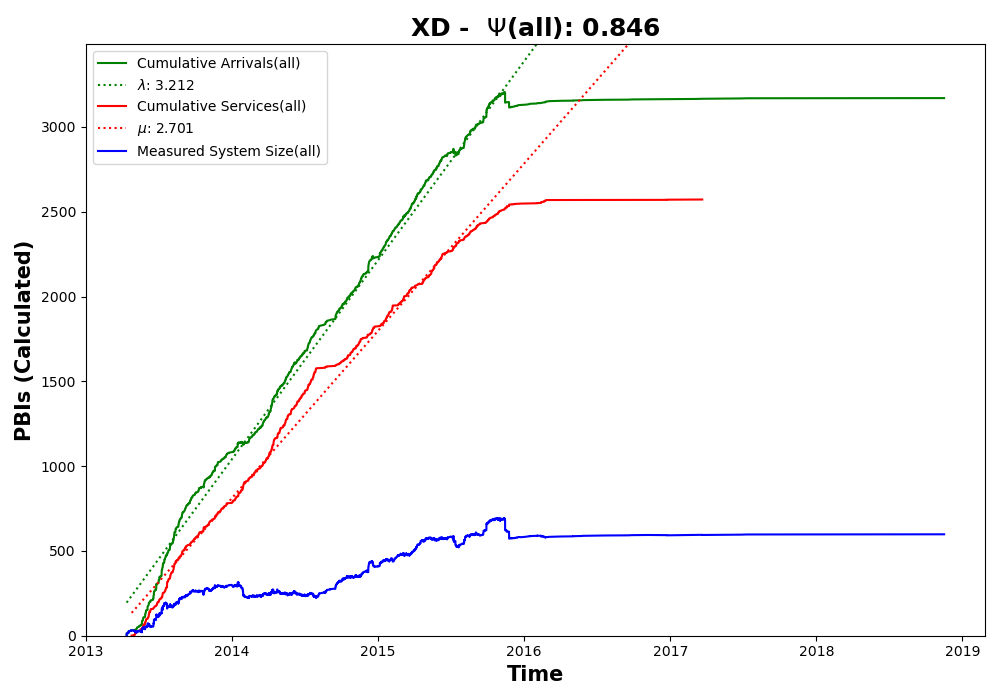 XD - Ψ(all): 0.846
Cumulative Arrivals(all)
λ: 3.212
Cumulative Services(all)
μ: 2.701
Measured System Size(all)
PBIs (Calculated)
3000
2500
2000
1500
1000
500
0
2013 2014 2015 2016 2017 2018 2019
Time